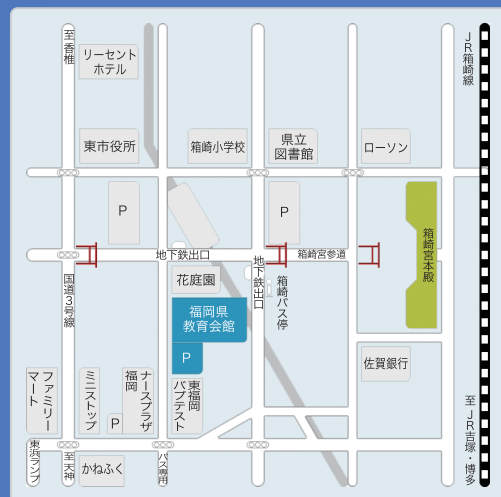 至香椎
リーセント
ホテル
JR箱崎線
東市役所
箱崎小学校
県立
図書館
ローソン
P
P
地下鉄出口
箱崎宮参道
箱崎宮本殿
国道3号線
花庭園
地下鉄出口
箱崎バス停
福岡県
教育会館
P
佐賀銀行
ファミリー
マート
ミニストップ
ナースプラザ
福岡
P
東福岡
バプテスト
東浜ランプ
至天神
かねふく
バス専用
至JR吉塚・博多